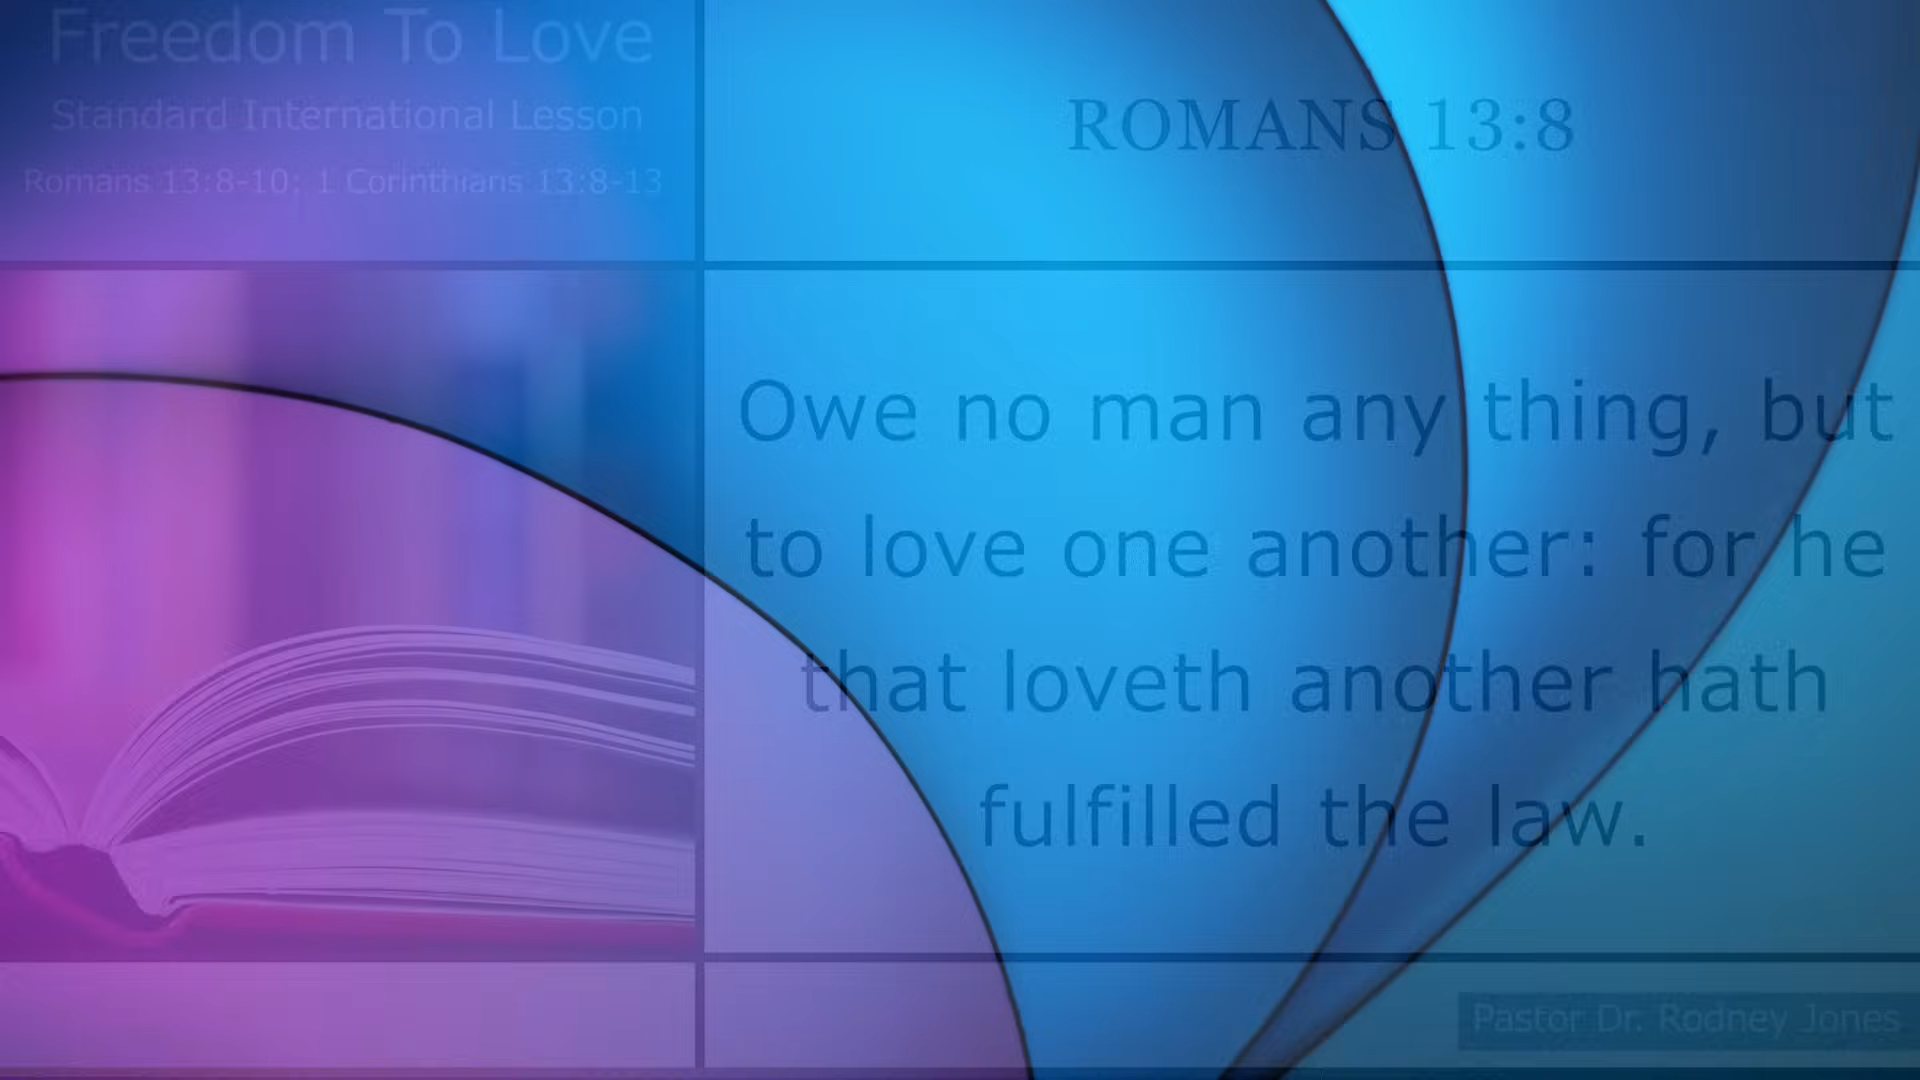 Freedom To Love
Standard International Lesson
Romans 13:8-10; 1 Corinthians 13:8-13
ROMANS 13:8
Owe no man any thing, but
to love one another: for he
that loveth another hath
fulfilled the law.
Pastor Dr. Rodney Jones